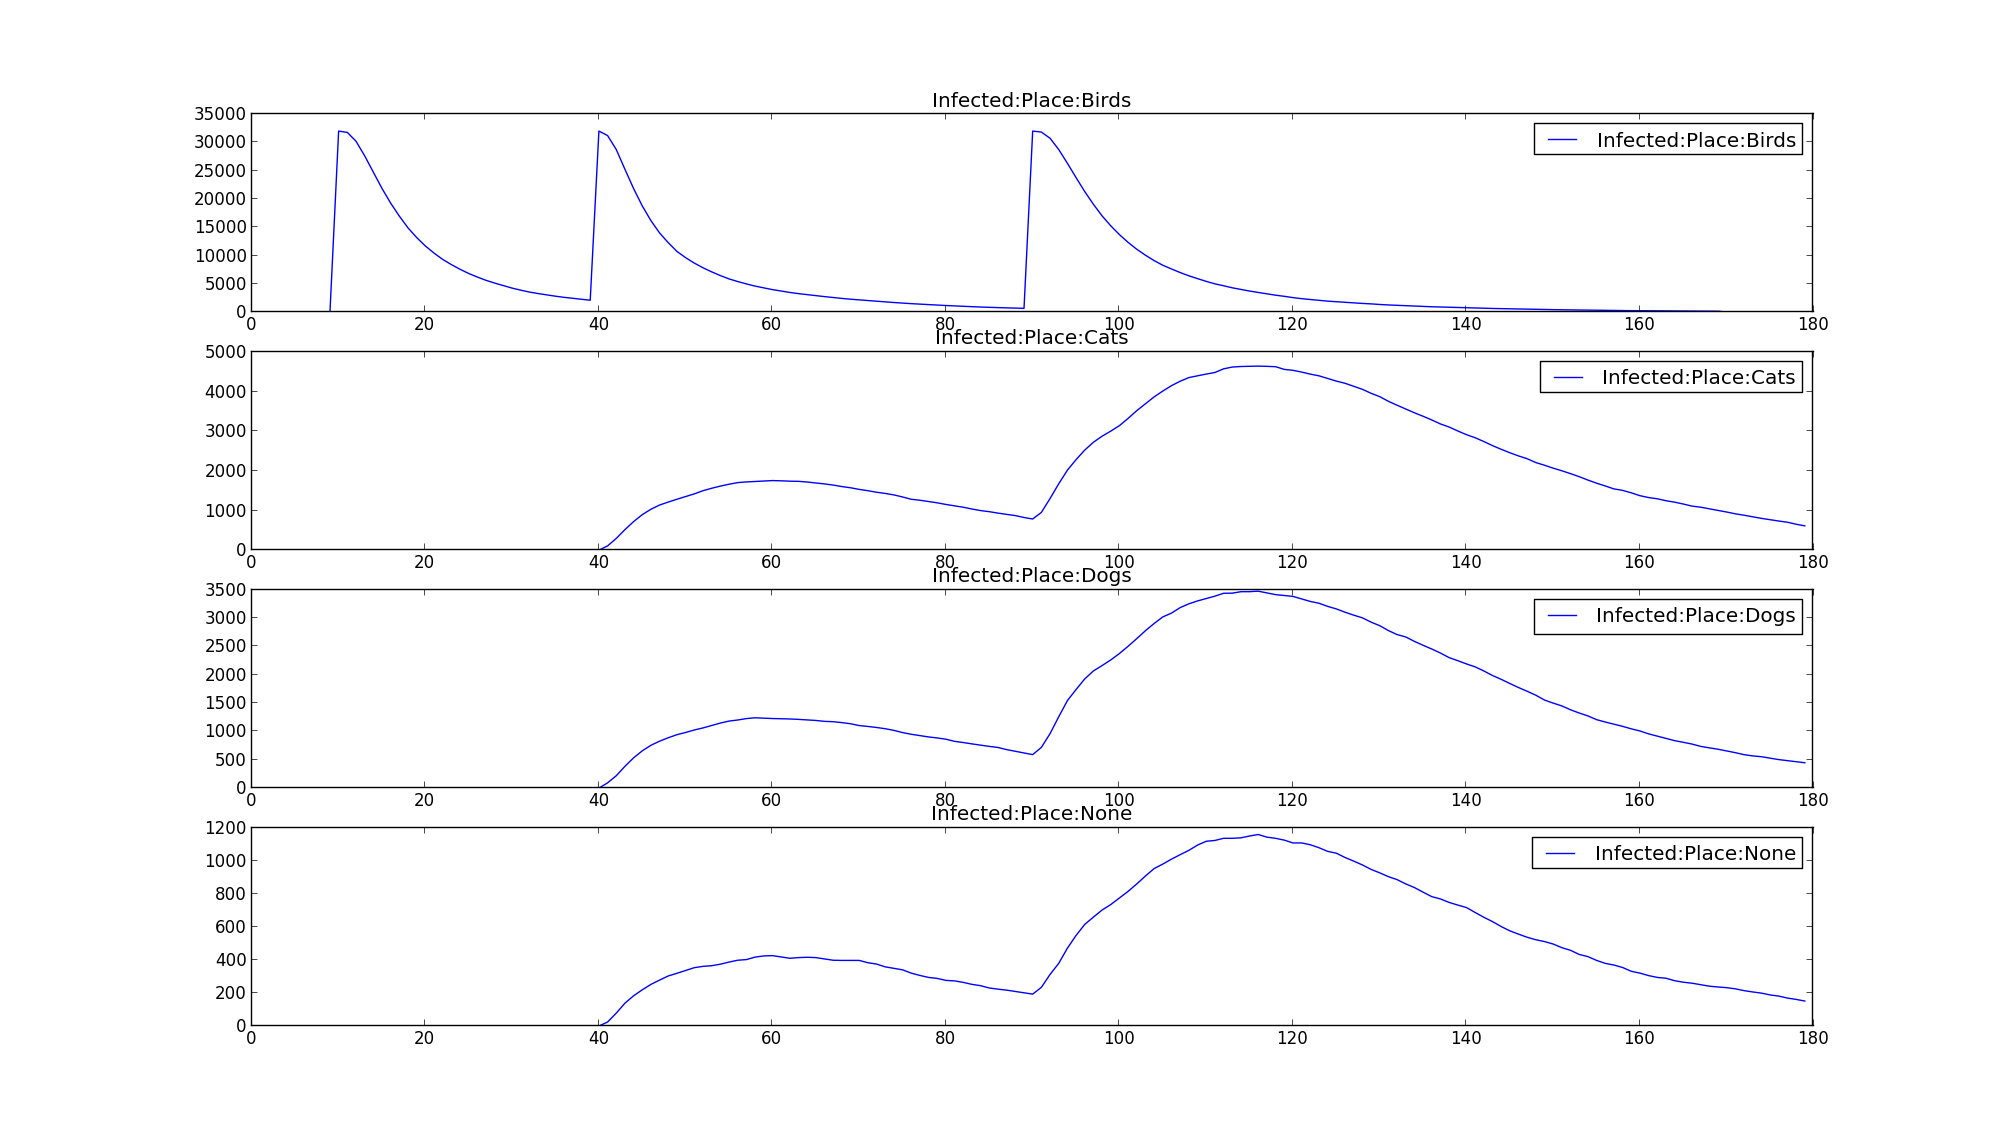 Infected:Place:Birds
35000
30000
25000
20000
15000
10000
5000
0
Infected:Place:Birds
0 20 40 60 80 100 120 140 160 180
Infected:Place:Cats
5000
4000
3000
2000
1000
0
Infected:Place:Cats
0 20 40 60 80 100 120 140 160 180
Infected:Place:Dogs
3500
3000
2500
2000
1500
1000
500
0
Infected:Place:Dogs
0 20 40 60 80 100 120 140 160 180
Infected:Place:None
1200
1000
800
600
400
200
0
Infected:Place:None
0 20 40 60 80 100 120 140 160 180